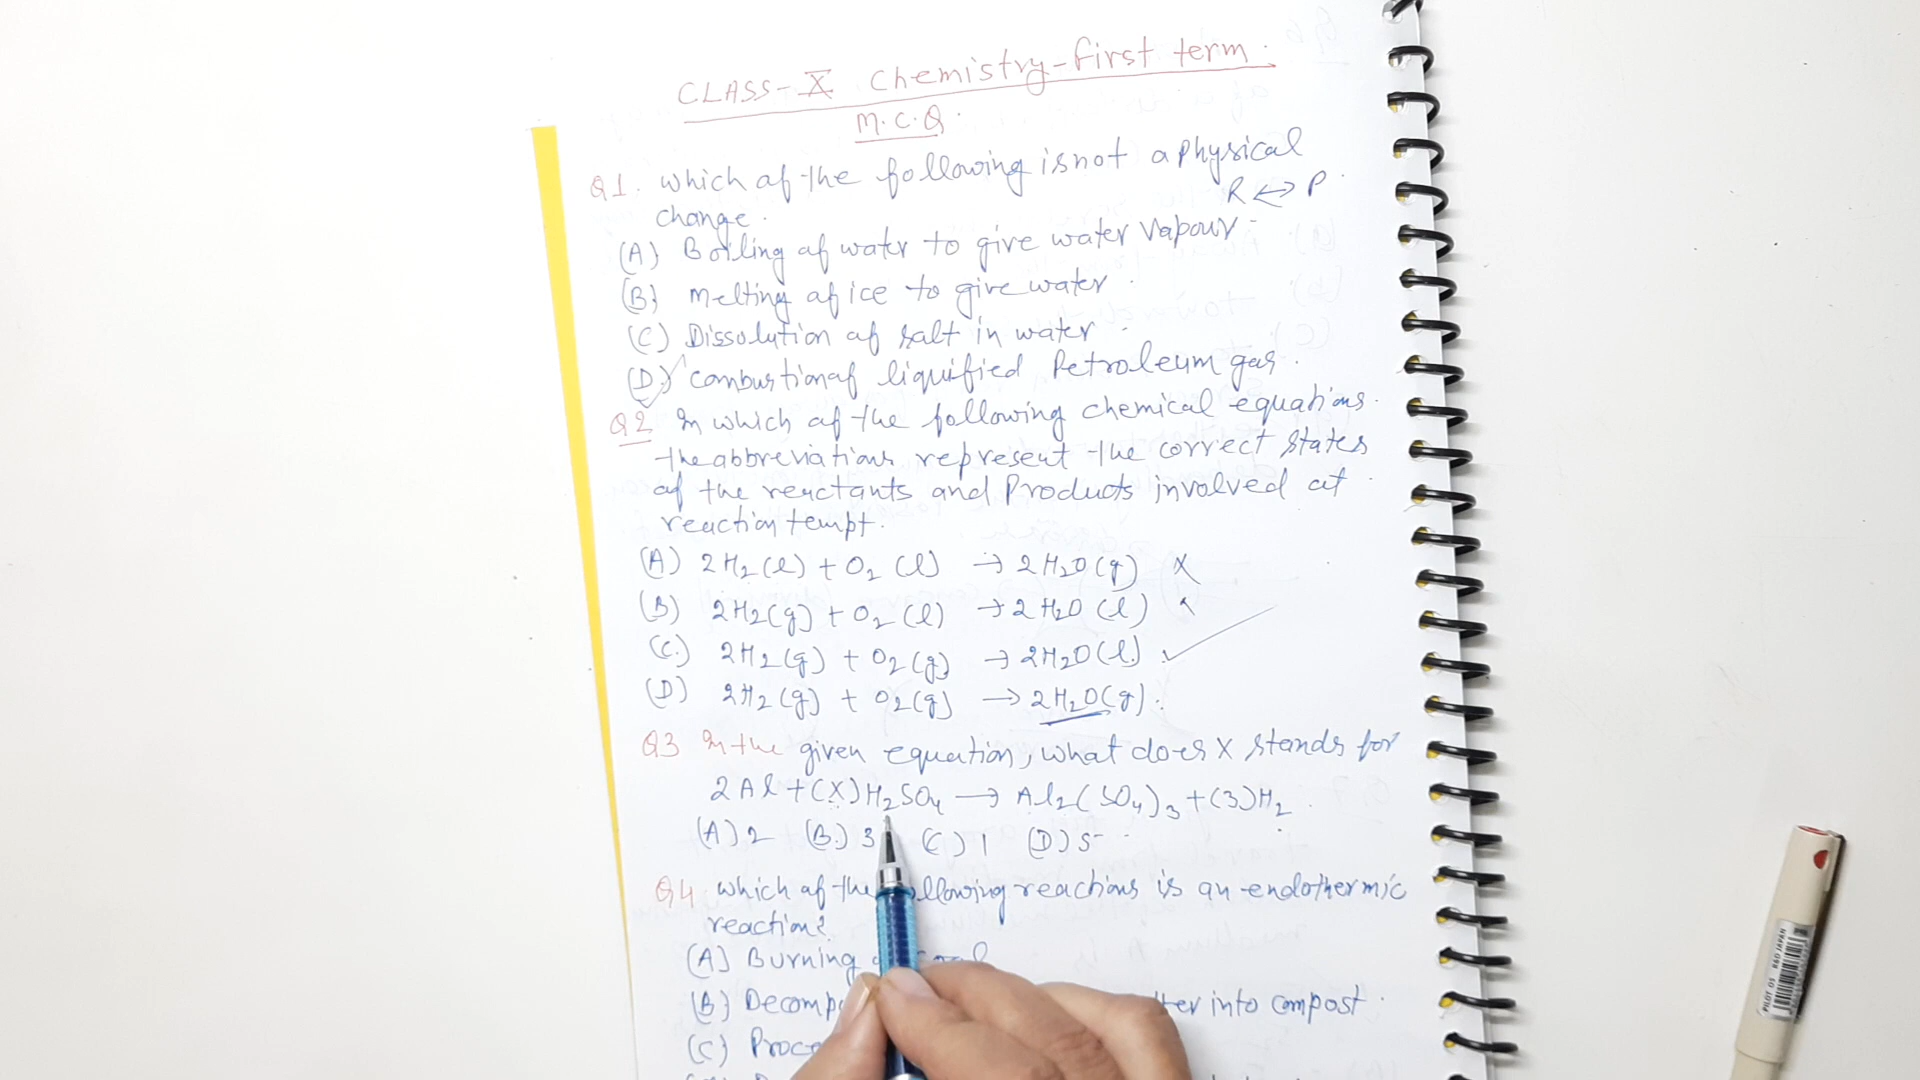 CLASS-X Chemistry-first term.
M.C.Q.
Q1. Which of the following is not a physical
R ↔ P
change.
(A) Boiling of water to give water vapour
(B) Melting of ice to give water
(C) Dissolution of salt in water
(D) combustion of liquified Petroleum gas.
Q2 In which of the following chemical equations.
the abbreviations represent the correct states
of the reactants and Products involved at
reaction tempt.
(A) 2H₂(l) + O₂(l) → 2H₂O(g) X
(B) 2H₂(g) + O₂(l) → 2H₂O(l)
(C.) 2H₂(g) + O₂(g) → 2H₂O(l) ✓
(D) 2H₂(g) + O₂(g) → 2H₂O(g).
Q3 In the given equation, what does X stands for
2Al + (X)H₂SO₄ → Al₂(SO₄)₃ + (3)H₂.
(A) 2 (B.) 3 (C) 1 (D) 5
Q4 Which of the following reactions is an endothermic
reaction?
(A) Burning
(B) into compost.
(C)
PILOT R&D JAPAN